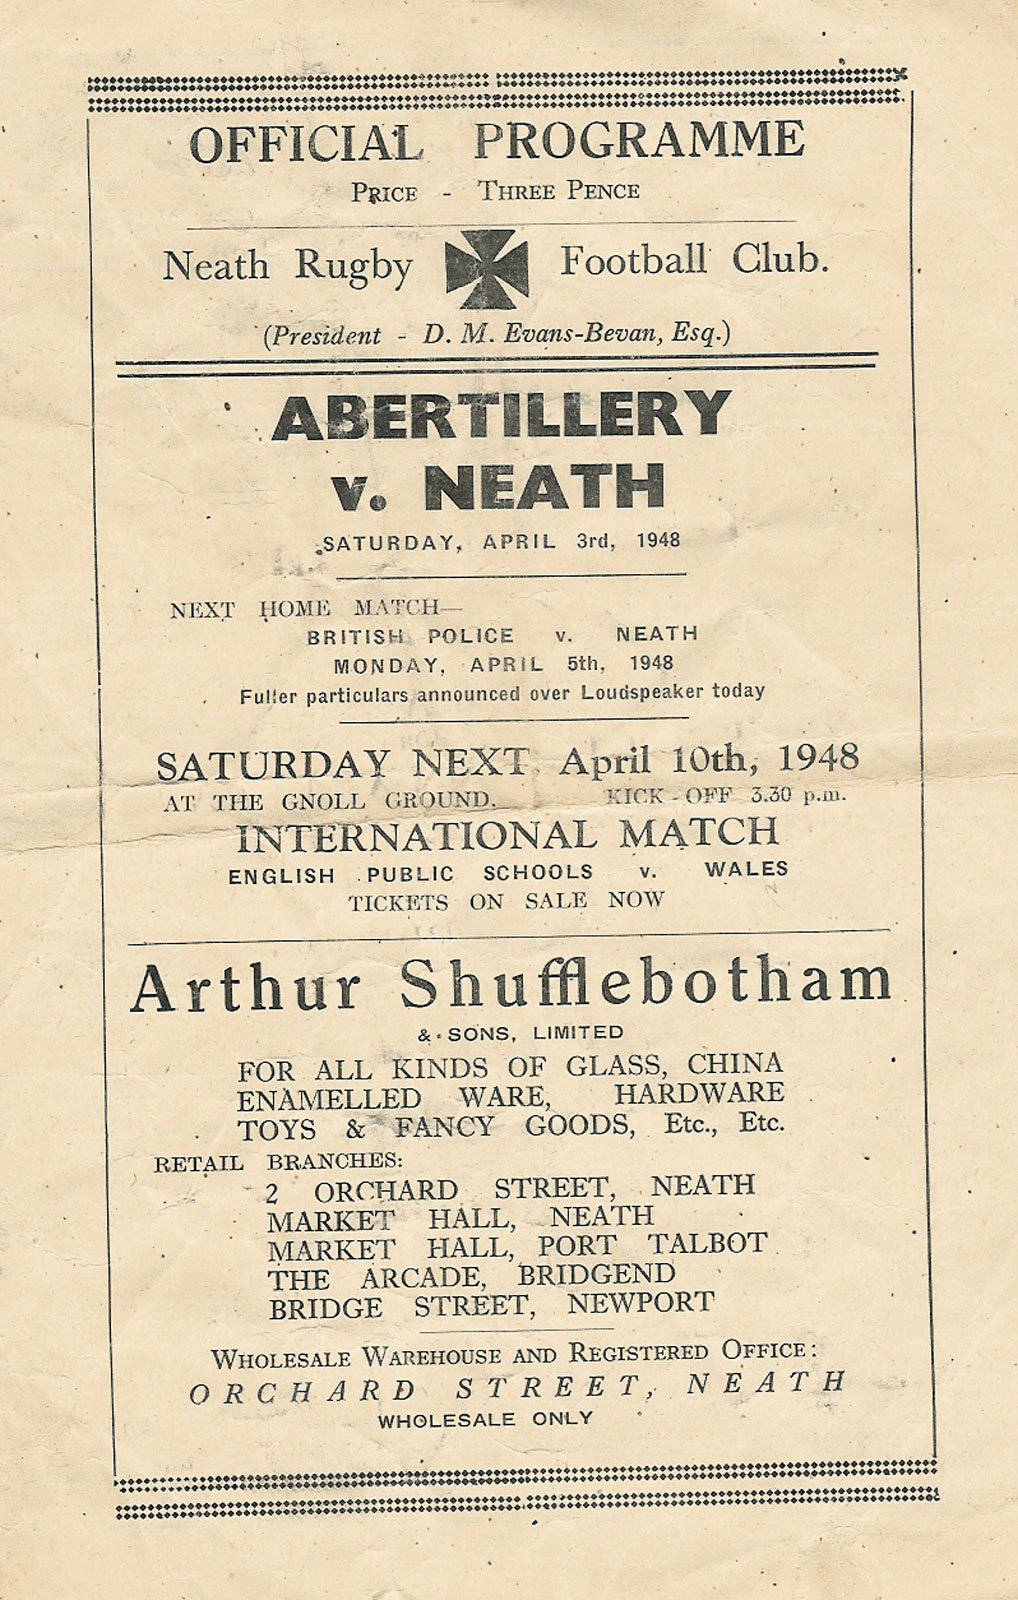 OFFICIAL PROGRAMME
PRICE - THREE PENCE
Neath Rugby Football Club.
(President - D. M. Evans-Bevan, Esq.)
ABERTILLERY
v. NEATH
SATURDAY, APRIL 3rd, 1948
NEXT HOME MATCH—
BRITISH POLICE v. NEATH
MONDAY, APRIL 5th, 1948
Fuller particulars announced over Loudspeaker today
SATURDAY NEXT April 10th, 1948
AT THE GNOLL GROUND. KICK-OFF 3.30 p.m.
INTERNATIONAL MATCH
ENGLISH PUBLIC SCHOOLS v. WALES
TICKETS ON SALE NOW
Arthur Shufflebotham
& SONS, LIMITED
FOR ALL KINDS OF GLASS, CHINA
ENAMELLED WARE, HARDWARE
TOYS & FANCY GOODS, Etc., Etc.
RETAIL BRANCHES:
2 ORCHARD STREET, NEATH
MARKET HALL, NEATH
MARKET HALL, PORT TALBOT
THE ARCADE, BRIDGEND
BRIDGE STREET, NEWPORT
WHOLESALE WAREHOUSE AND REGISTERED OFFICE:
ORCHARD STREET, NEATH
WHOLESALE ONLY